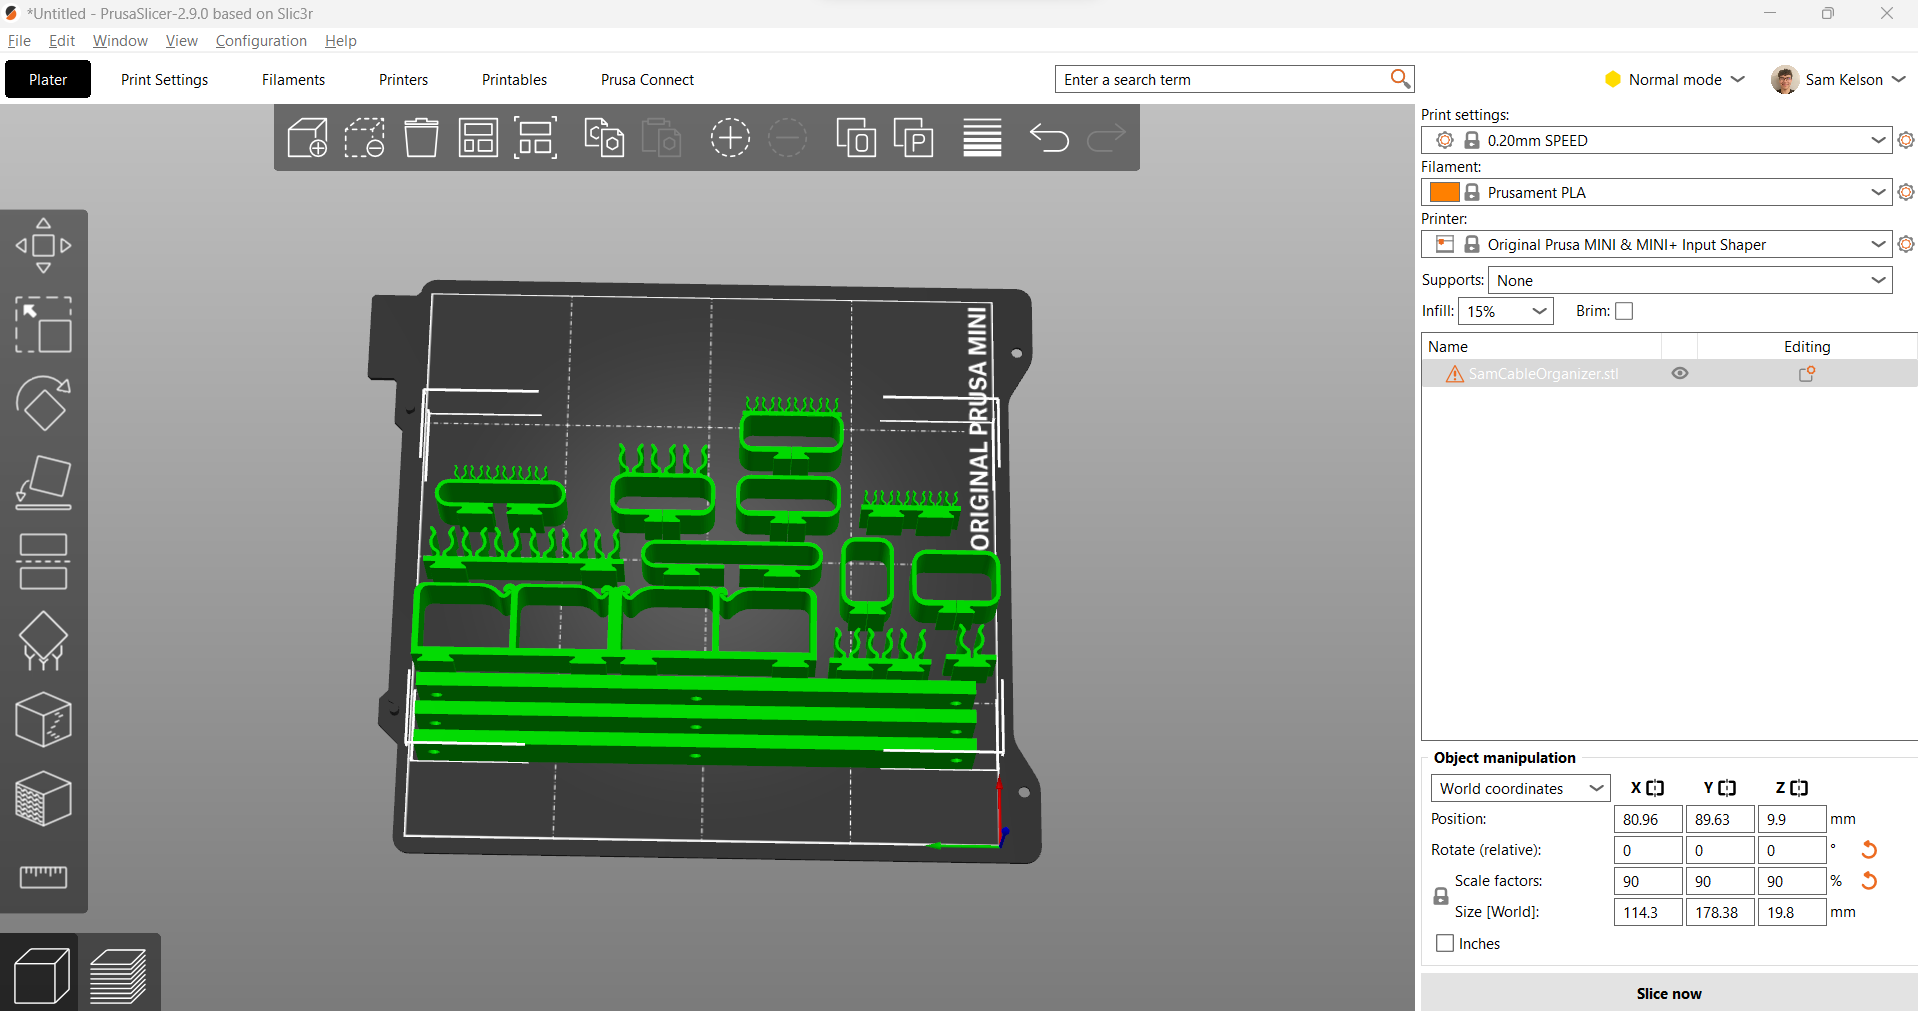 *Untitled - PrusaSlicer-2.9.0 based on Slic3r
File Edit Window View Configuration Help
Plater Print Settings Filaments Printers Printables Prusa Connect Enter a search term Normal mode Sam Kelson
Print settings:
0.20mm SPEED
Filament:
Prusament PLA
Printer:
Original Prusa MINI & MINI+ Input Shaper
Supports: None
Infill: 15% Brim:
Name Editing
SamCableOrganizer.stl
O P
ORIGINAL PRUSA MINI
Object manipulation
World coordinates X Y Z
Position: 80.96 89.63 9.9 mm
Rotate (relative): 0 0 0 °
Scale factors: 90 90 90 %
Size [World]: 114.3 178.38 19.8 mm
Inches
Slice now